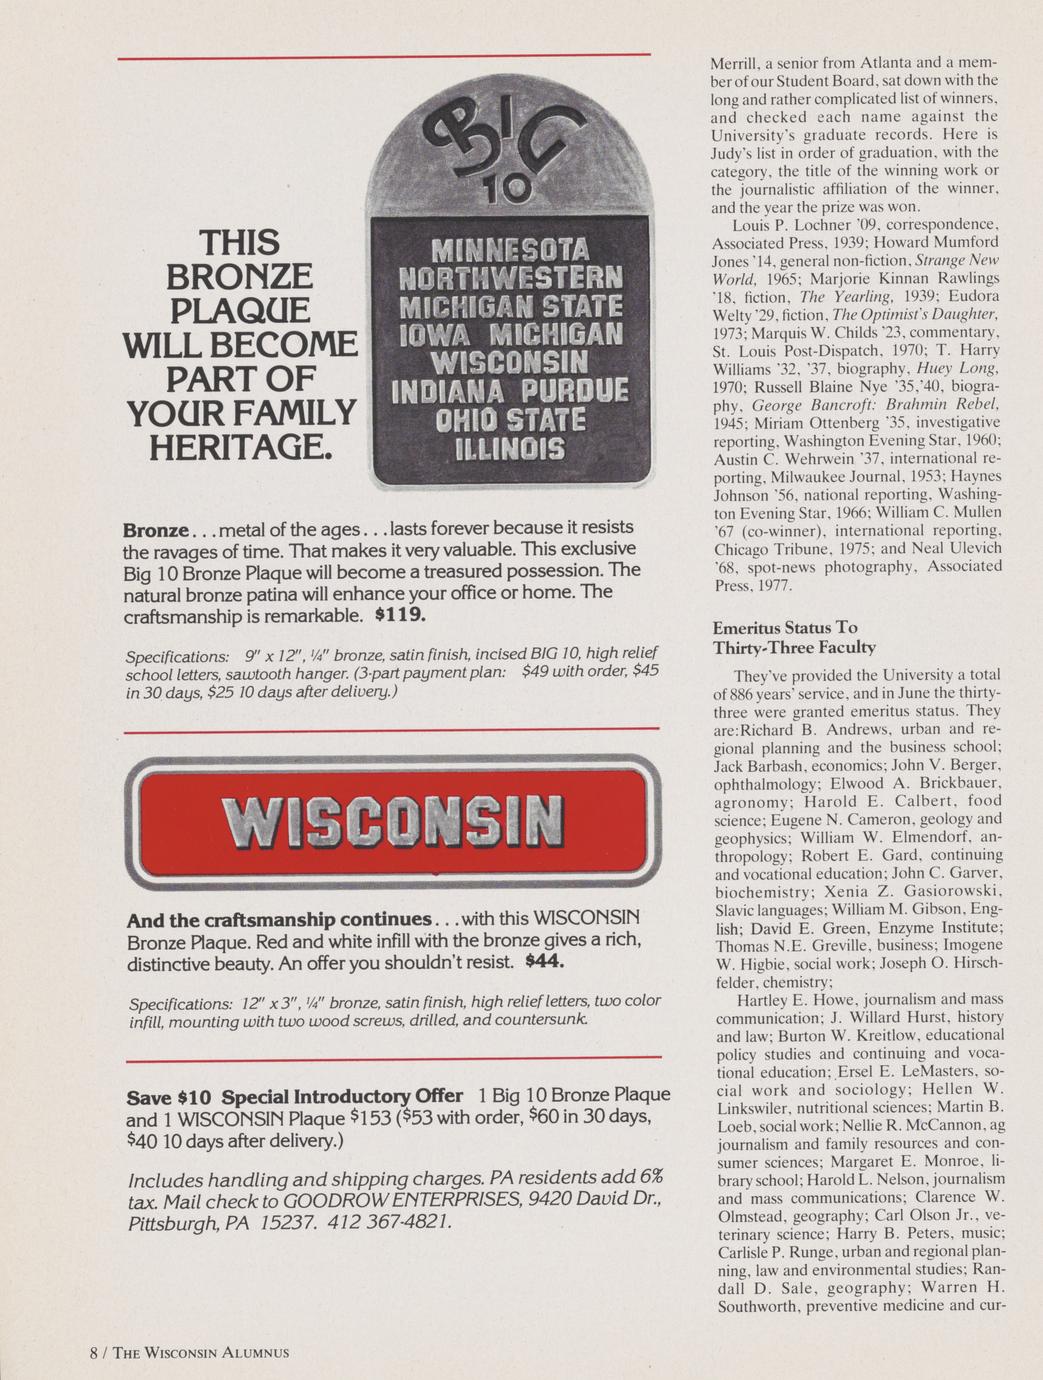 BIG
10
MINNESOTA
NORTHWESTERN
MICHIGAN STATE
IOWA MICHIGAN
WISCONSIN
INDIANA PURDUE
OHIO STATE
ILLINOIS
THIS
BRONZE
PLAQUE
WILL BECOME
PART OF
YOUR FAMILY
HERITAGE.
Bronze...metal of the ages...lasts forever because it resists
the ravages of time. That makes it very valuable. This exclusive
Big 10 Bronze Plaque will become a treasured possession. The
natural bronze patina will enhance your office or home. The
craftsmanship is remarkable. $119.
Specifications: 9" x 12", 1/4" bronze, satin finish, incised BIG 10, high relief
school letters, sawtooth hanger. (3-part payment plan: $49 with order, $45
in 30 days, $25 10 days after delivery.)
WISCONSIN
And the craftsmanship continues...with this WISCONSIN
Bronze Plaque. Red and white infill with the bronze gives a rich,
distinctive beauty. An offer you shouldn't resist. $44.
Specifications: 12" x 3", 1/4" bronze, satin finish, high relief letters, two color
infill, mounting with two wood screws, drilled, and countersunk.
Save $10 Special Introductory Offer 1 Big 10 Bronze Plaque
and 1 WISCONSIN Plaque $153 ($53 with order, $60 in 30 days,
$40 10 days after delivery.)
Includes handling and shipping charges. PA residents add 6%
tax. Mail check to GOODROW ENTERPRISES, 9420 David Dr.,
Pittsburgh, PA 15237. 412 367-4821.
Merrill, a senior from Atlanta and a mem-
ber of our Student Board, sat down with the
long and rather complicated list of winners,
and checked each name against the
University's graduate records. Here is
Judy's list in order of graduation, with the
category, the title of the winning work or
the journalistic affiliation of the winner,
and the year the prize was won.
Louis P. Lochner '09, correspondence,
Associated Press, 1939; Howard Mumford
Jones '14, general non-fiction, Strange New
World, 1965; Marjorie Kinnan Rawlings
'18, fiction, The Yearling, 1939; Eudora
Welty '29, fiction, The Optimist's Daughter,
1973; Marquis W. Childs '23, commentary,
St. Louis Post-Dispatch, 1970; T. Harry
Williams '32, '37, biography, Huey Long,
1970; Russell Blaine Nye '35,'40, biogra-
phy, George Bancroft: Brahmin Rebel,
1945; Miriam Ottenberg '35, investigative
reporting, Washington Evening Star, 1960;
Austin C. Wehrwein '37, international re-
porting, Milwaukee Journal, 1953; Haynes
Johnson '56, national reporting, Washing-
ton Evening Star, 1966; William C. Mullen
'67 (co-winner), international reporting,
Chicago Tribune, 1975; and Neal Ulevich
'68, spot-news photography, Associated
Press, 1977.
Emeritus Status To
Thirty-Three Faculty
They've provided the University a total
of 886 years' service, and in June the thirty-
three were granted emeritus status. They
are:Richard B. Andrews, urban and re-
gional planning and the business school;
Jack Barbash, economics; John V. Berger,
ophthalmology; Elwood A. Brickbauer,
agronomy; Harold E. Calbert, food
science; Eugene N. Cameron, geology and
geophysics; William W. Elmendorf, an-
thropology; Robert E. Gard, continuing
and vocational education; John C. Garver,
biochemistry; Xenia Z. Gasiorowski,
Slavic languages; William M. Gibson, Eng-
lish; David E. Green, Enzyme Institute;
Thomas N.E. Greville, business; Imogene
W. Higbie, social work; Joseph O. Hirsch-
felder, chemistry;
Hartley E. Howe, journalism and mass
communication; J. Willard Hurst, history
and law; Burton W. Kreitlow, educational
policy studies and continuing and voca-
tional education; Ersel E. LeMasters, so-
cial work and sociology; Hellen W.
Linkswiler, nutritional sciences; Martin B.
Loeb, social work; Nellie R. McCannon, ag
journalism and family resources and con-
sumer sciences; Margaret E. Monroe, li-
brary school; Harold L. Nelson, journalism
and mass communications; Clarence W.
Olmstead, geography; Carl Olson Jr., ve-
terinary science; Harry B. Peters, music;
Carlisle P. Runge, urban and regional plan-
ning, law and environmental studies; Ran-
dall D. Sale, geography; Warren H.
Southworth, preventive medicine and cur-
8 / THE WISCONSIN ALUMNUS